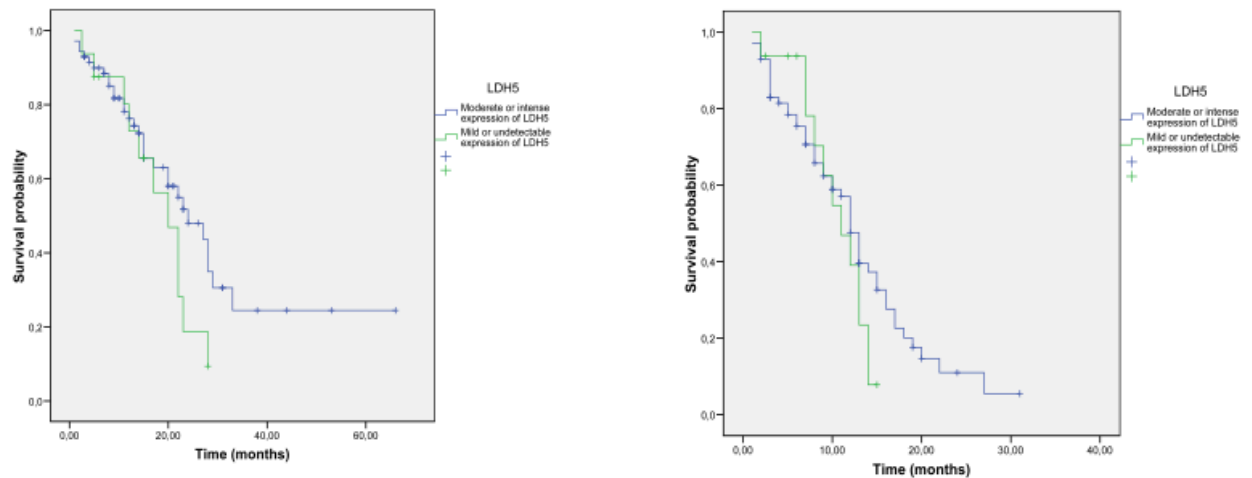 1,0
0,8
0,6
0,4
0,2
0,0
Survival probability
0,00
20,00
40,00
60,00
Time (months)
LDH5
Moderete or intense
expression of LDH5
Mild or undetectable
expression of LDH5
1,0
0,8
0,6
0,4
0,2
0,0
Survival probability
0,00
10,00
20,00
30,00
40,00
Time (months)
LDH5
Moderate or intense
expression of LDH5
Mild or undetectable
expression of LDH5